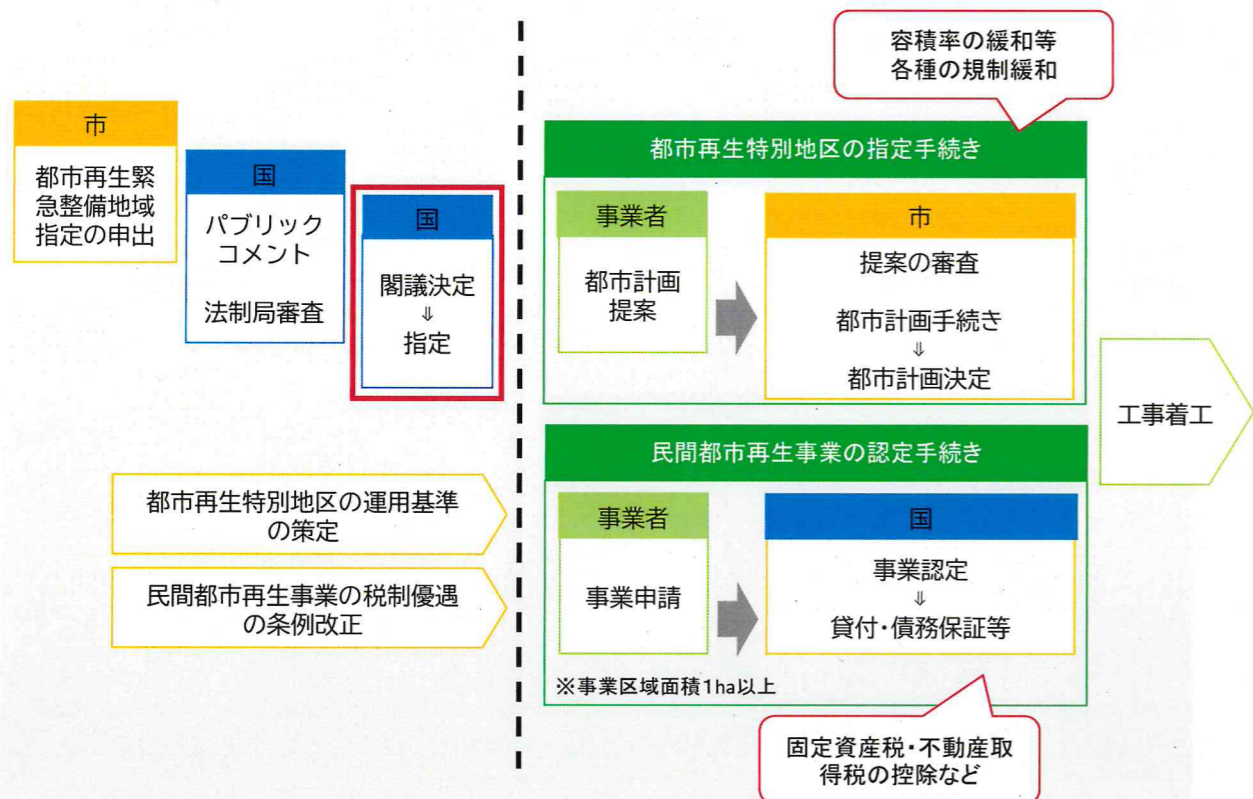 容積率の緩和等
各種の規制緩和
市
都市再生緊
急整備地域
指定の申出
国
パブリック
コメント
法制局審査
国
閣議決定
⇓
指定
都市再生特別地区の指定手続き
事業者
都市計画
提案
市
提案の審査
都市計画手続き
⇓
都市計画決定
工事着工
都市再生特別地区の運用基準
の策定
民間都市再生事業の税制優遇
の条例改正
民間都市再生事業の認定手続き
事業者
事業申請
国
事業認定
⇓
貸付・債務保証等
※事業区域面積1ha以上
固定資産税・不動産取
得税の控除など